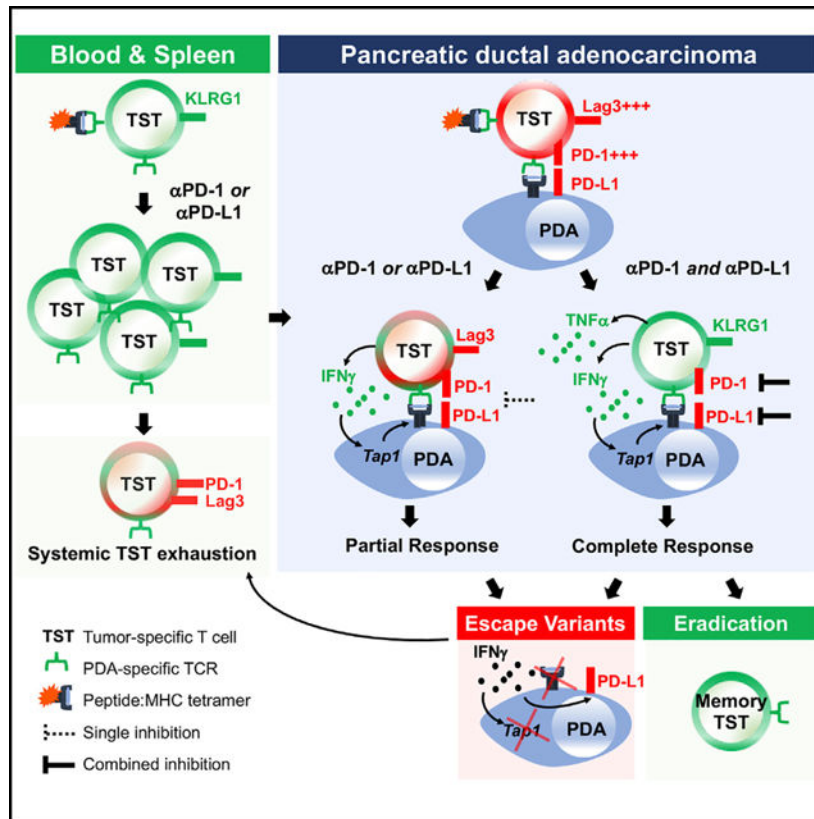 Blood & Spleen
KLRG1
TST
αPD-1 or
αPD-L1
TST
TST
TST
TST
TST
PD-1
Lag3
Systemic TST exhaustion
Pancreatic ductal adenocarcinoma
TST
Lag3+++
PD-1+++
PD-L1
PDA
αPD-1 or αPD-L1
αPD-1 and αPD-L1
TST
Lag3
IFNγ
PD-1
PD-L1
Tap1
PDA
Partial Response
TNFα
KLRG1
TST
IFNγ
PD-1
PD-L1
Tap1
PDA
Complete Response
Escape Variants
IFNγ
PD-L1
Tap1
PDA
Eradication
Memory
TST
TST Tumor-specific T cell
PDA-specific TCR
Peptide:MHC tetramer
Single inhibition
Combined inhibition